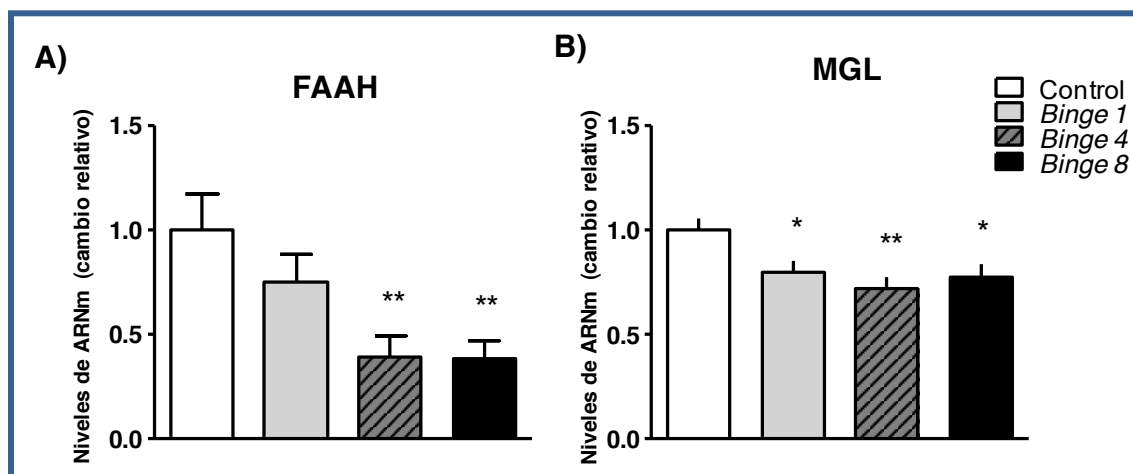 A)
FAAH
Niveles de ARNm (cambio relativo)
1.5
1.0
0.5
0.0
**
**
B)
MGL
Niveles de ARNm (cambio relativo)
1.5
1.0
0.5
0.0
*
**
*
Control
Binge 1
Binge 4
Binge 8